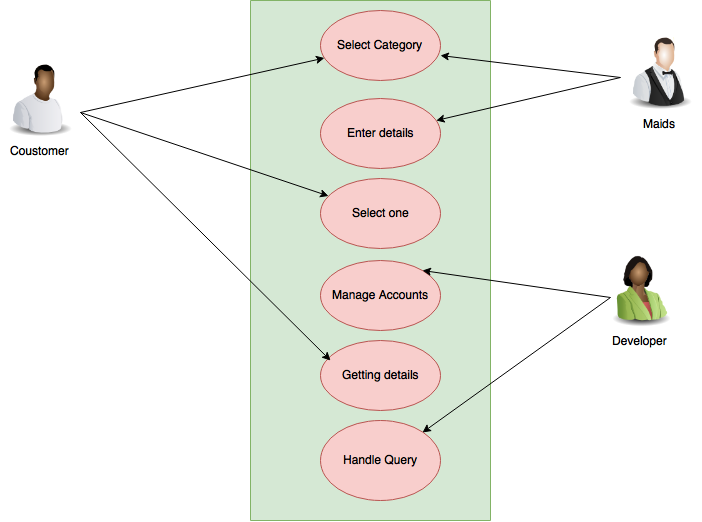 Select Category
Coustomer
Maids
Enter details
Select one
Manage Accounts
Developer
Getting details
Handle Query